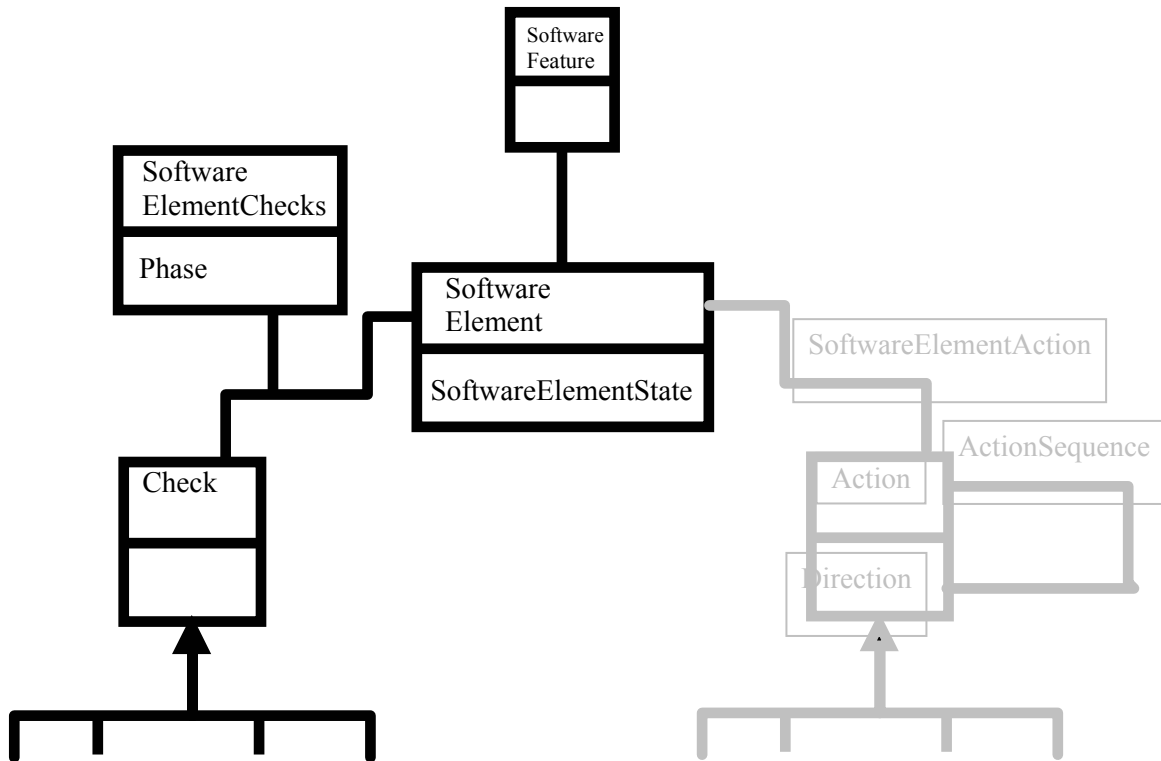 Software
Feature
Software
ElementChecks
Phase
Software
Element
SoftwareElementState
SoftwareElementAction
ActionSequence
Check
Action
Direction